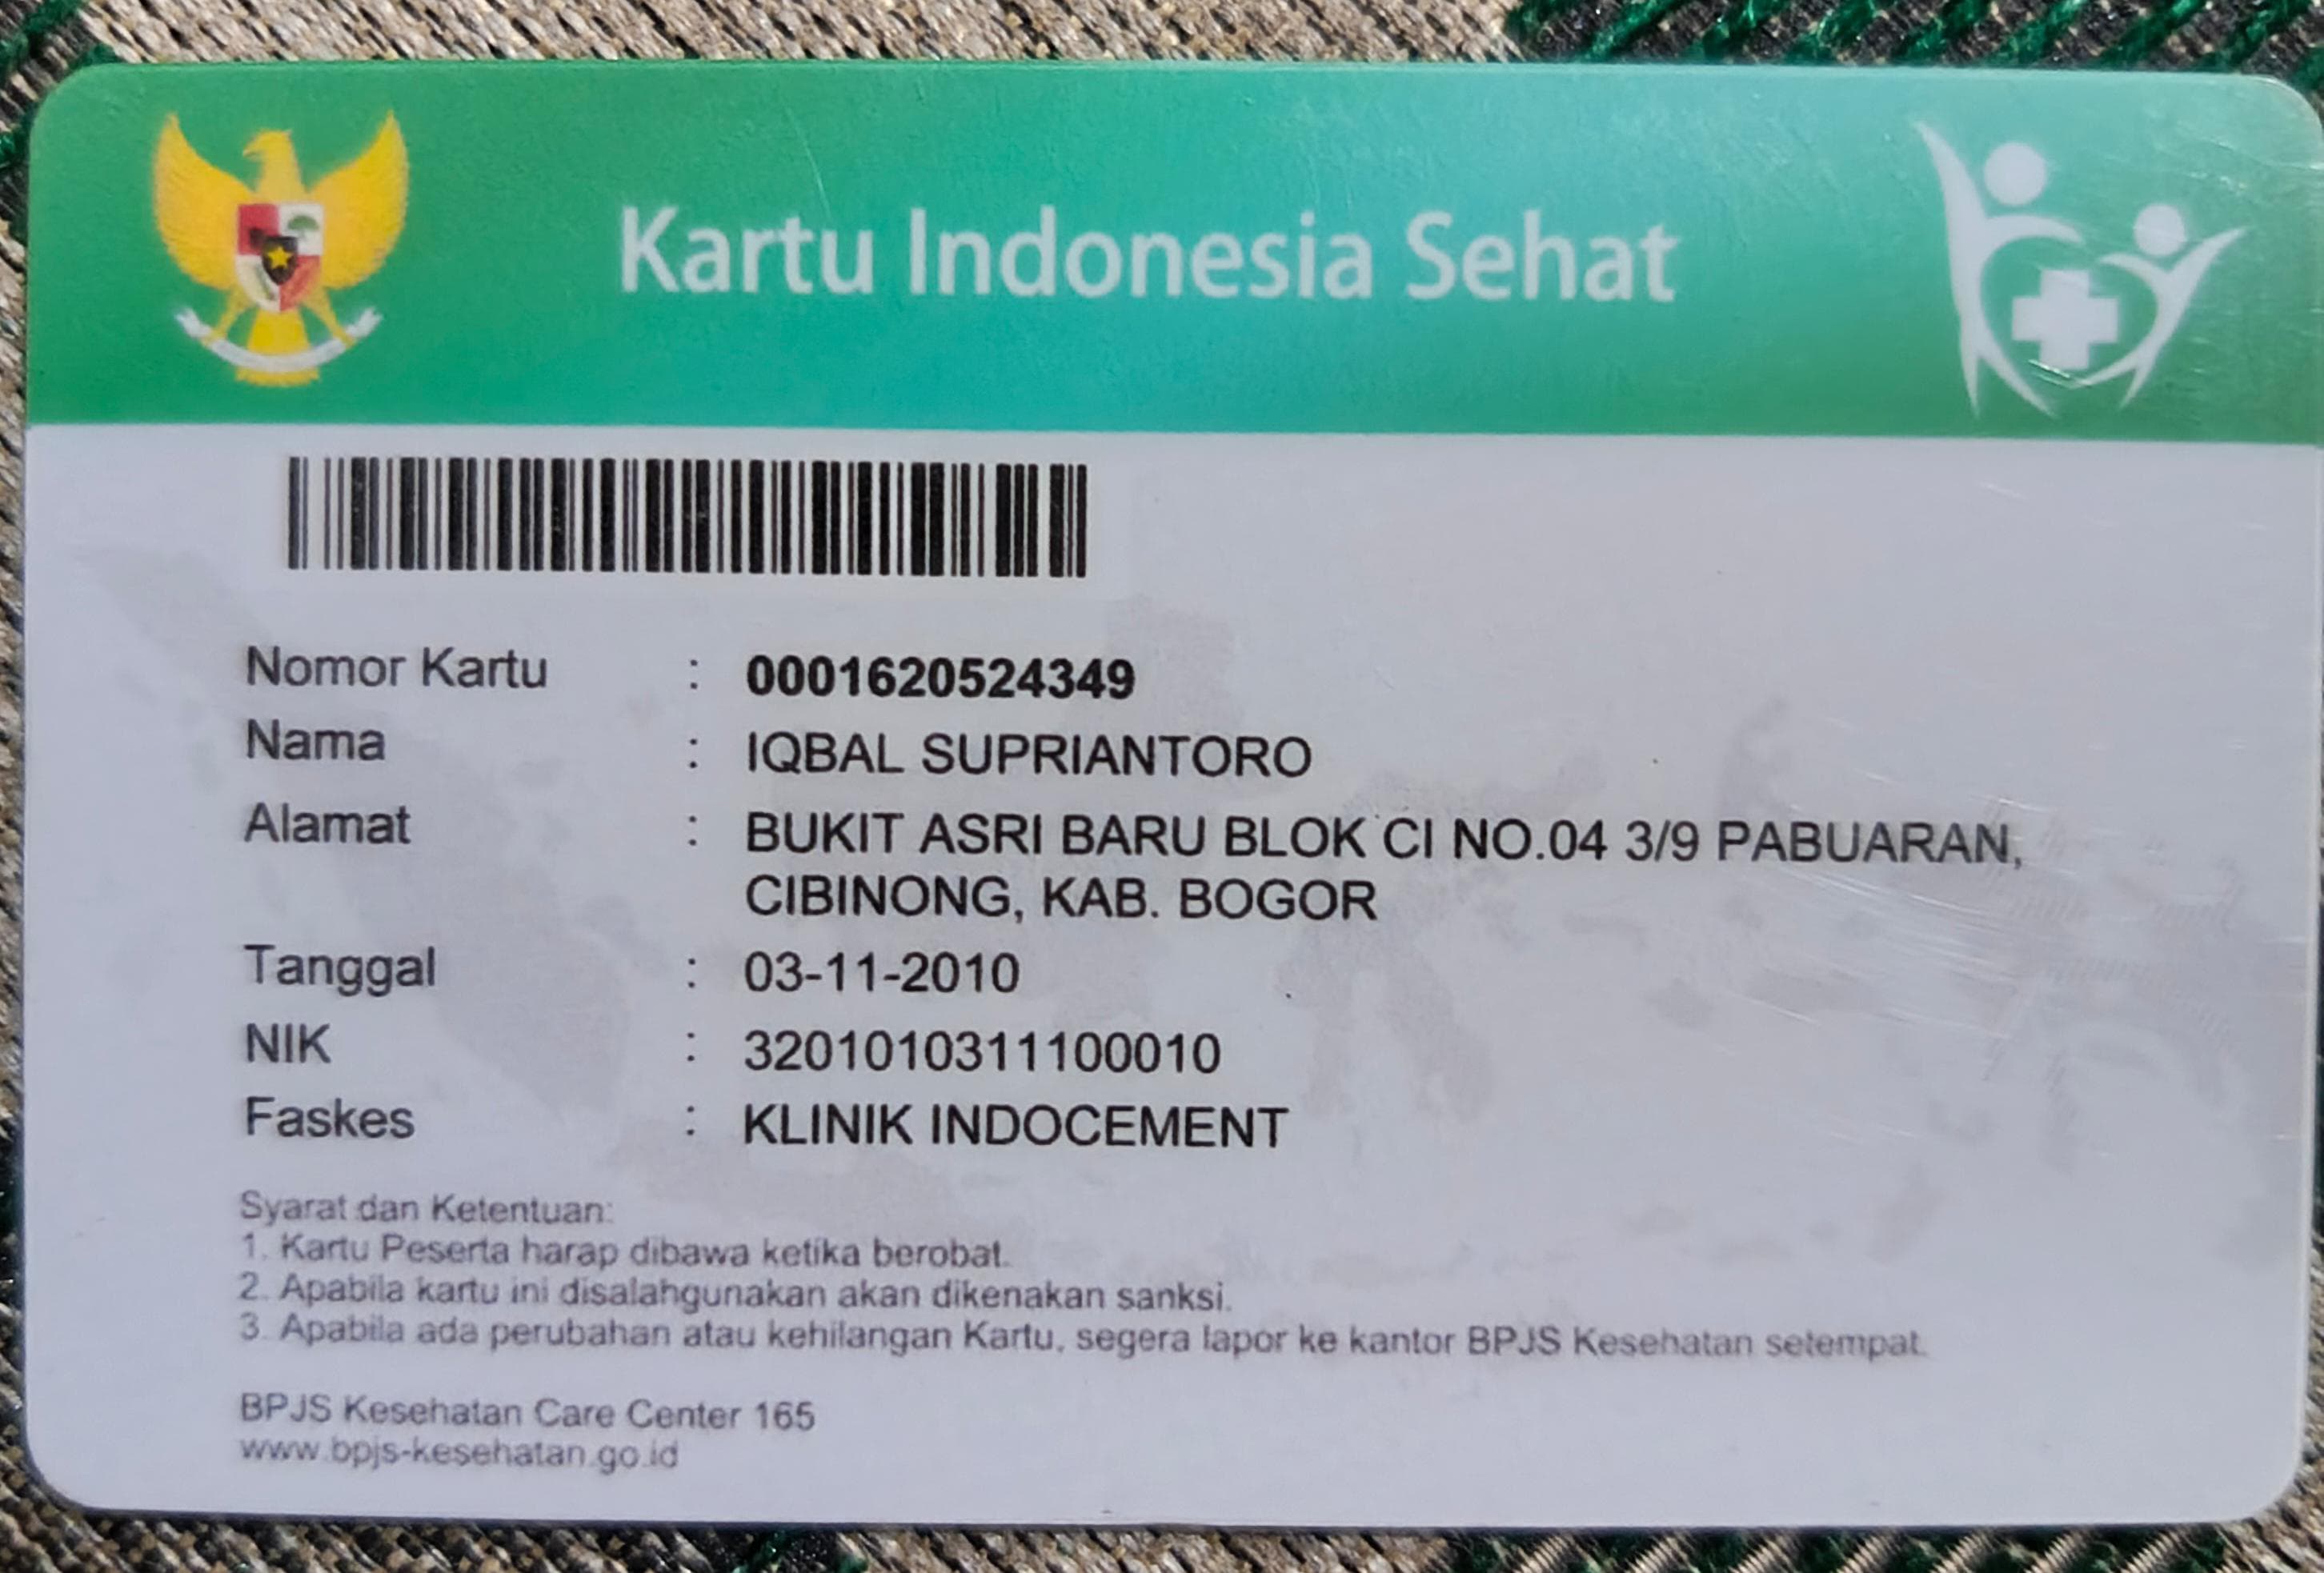 Kartu Indonesia Sehat
Nomor Kartu : 0001620524349
Nama : IQBAL SUPRIANTORO
Alamat : BUKIT ASRI BARU BLOK CI NO.04 3/9 PABUARAN,
CIBINONG, KAB. BOGOR
Tanggal : 03-11-2010
NIK : 3201010311100010
Faskes : KLINIK INDOCEMENT
Syarat dan Ketentuan:
1. Kartu Peserta harap dibawa ketika berobat.
2. Apabila kartu ini disalahgunakan akan dikenakan sanksi.
3. Apabila ada perubahan atau kehilangan Kartu, segera lapor ke kantor BPJS Kesehatan setempat.
BPJS Kesehatan Care Center 165
www.bpjs-kesehatan.go.id